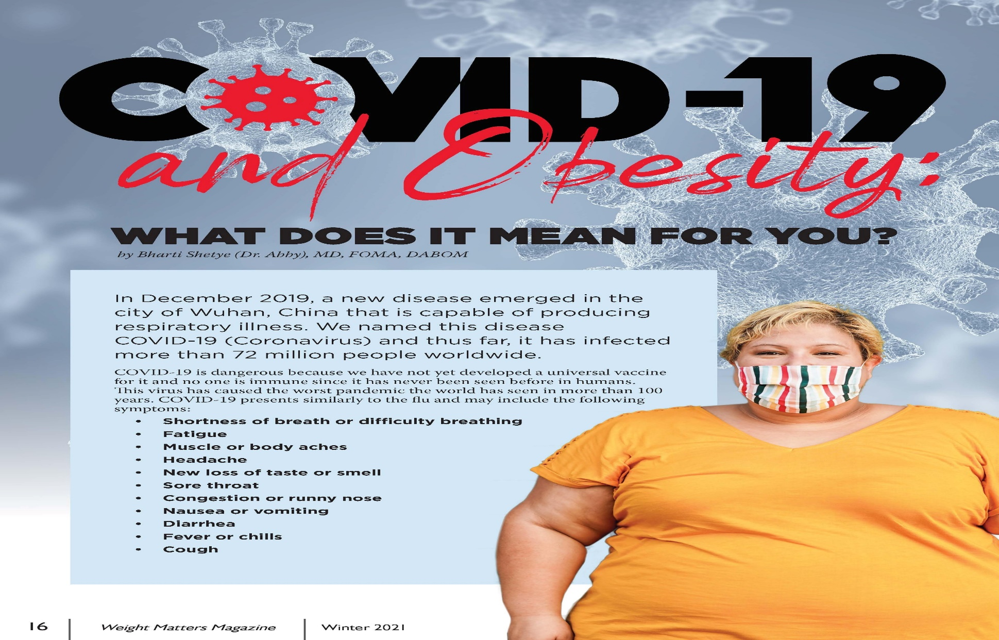 COVID-19
and Obesity:
WHAT DOES IT MEAN FOR YOU?
by Bharti Shetye (Dr. Abby), MD, FOMA, DABOM
In December 2019, a new disease emerged in the
city of Wuhan, China that is capable of producing
respiratory illness. We named this disease
COVID-19 (Coronavirus) and thus far, it has infected
more than 72 million people worldwide.
COVID-19 is dangerous because we have not yet developed a universal vaccine
for it and no one is immune since it has never been seen before in humans.
This virus has caused the worst pandemic the world has seen in more than 100
years. COVID-19 presents similarly to the flu and may include the following
symptoms:
• Shortness of breath or difficulty breathing
• Fatigue
• Muscle or body aches
• Headache
• New loss of taste or smell
• Sore throat
• Congestion or runny nose
• Nausea or vomiting
• Diarrhea
• Fever or chills
• Cough
16 | Weight Matters Magazine | Winter 2021